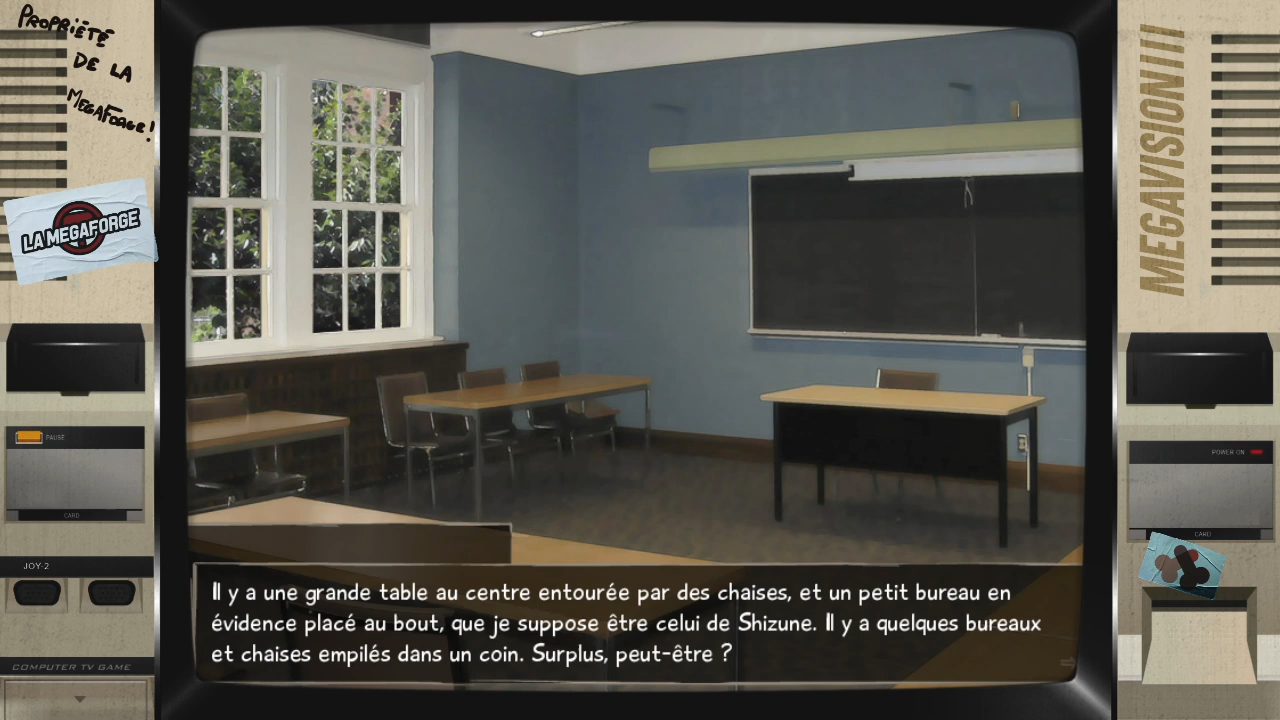 PROPRIÉTÉ
DE LA
MEGAFORGE!
LA MEGAFORGE
PAUSE
CARD
JOY-2
COMPUTER TV GAME
MEGAVISION III
POWER ON
CARD
Il y a une grande table au centre entourée par des chaises, et un petit bureau en
évidence placé au bout, que je suppose être celui de Shizune. Il y a quelques bureaux
et chaises empilés dans un coin. Surplus, peut-être ?